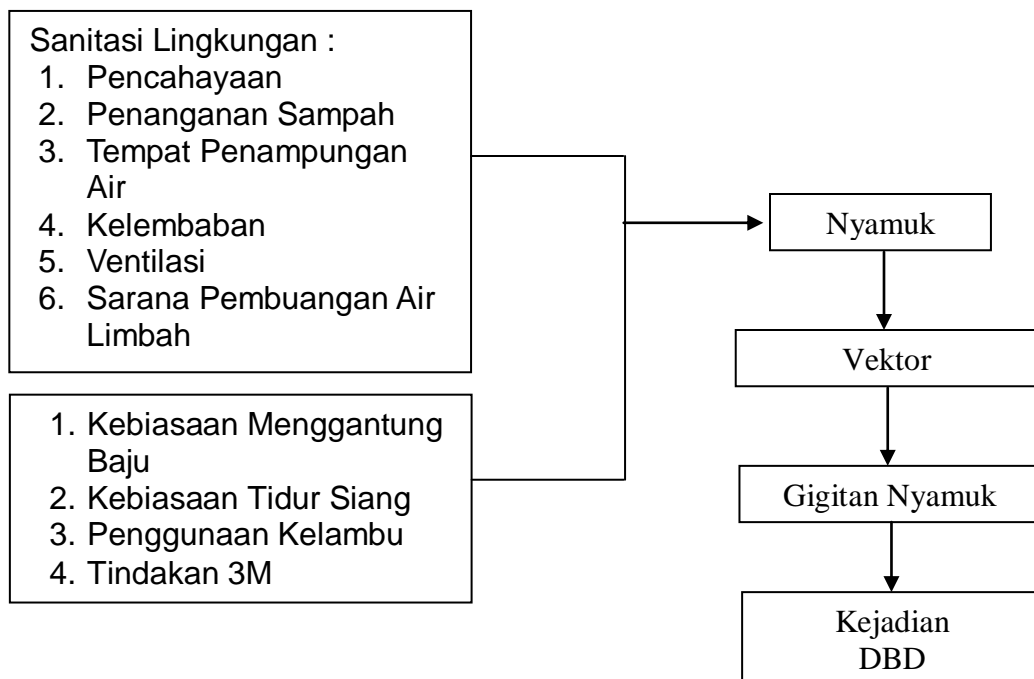 Sanitasi Lingkungan :
1. Pencahayaan
2. Penanganan Sampah
3. Tempat Penampungan
Air
4. Kelembaban
5. Ventilasi
6. Sarana Pembuangan Air
Limbah
1. Kebiasaan Menggantung
Baju
2. Kebiasaan Tidur Siang
3. Penggunaan Kelambu
4. Tindakan 3M
Nyamuk
Vektor
Gigitan Nyamuk
Kejadian
DBD